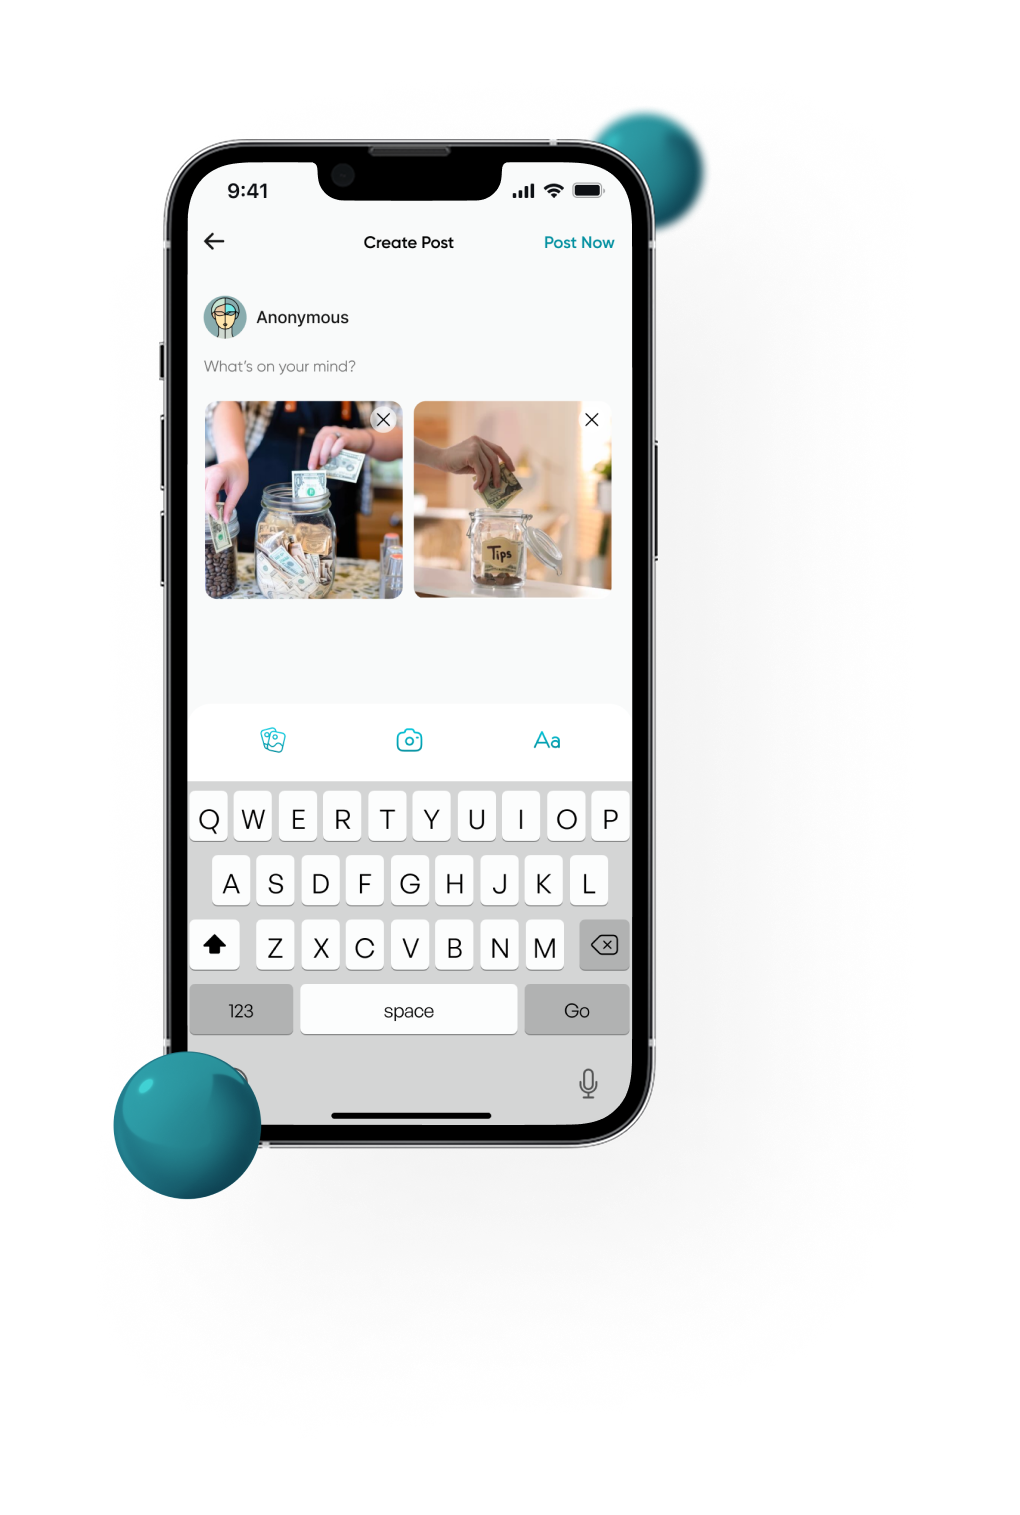 9:41
Create Post
Post Now
Anonymous
What's on your mind?
Tips
Aa
Q W E R T Y U I O P
A S D F G H J K L
Z X C V B N M
123 space Go